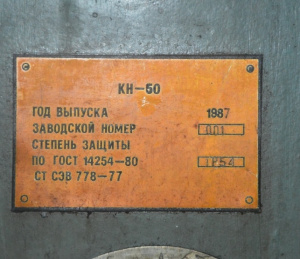 КН-50
ГОД ВЫПУСКА 1987
ЗАВОДСКОЙ НОМЕР 001
СТЕПЕНЬ ЗАЩИТЫ
ПО ГОСТ 14254-80 IP54
СТ СЭВ 778-77